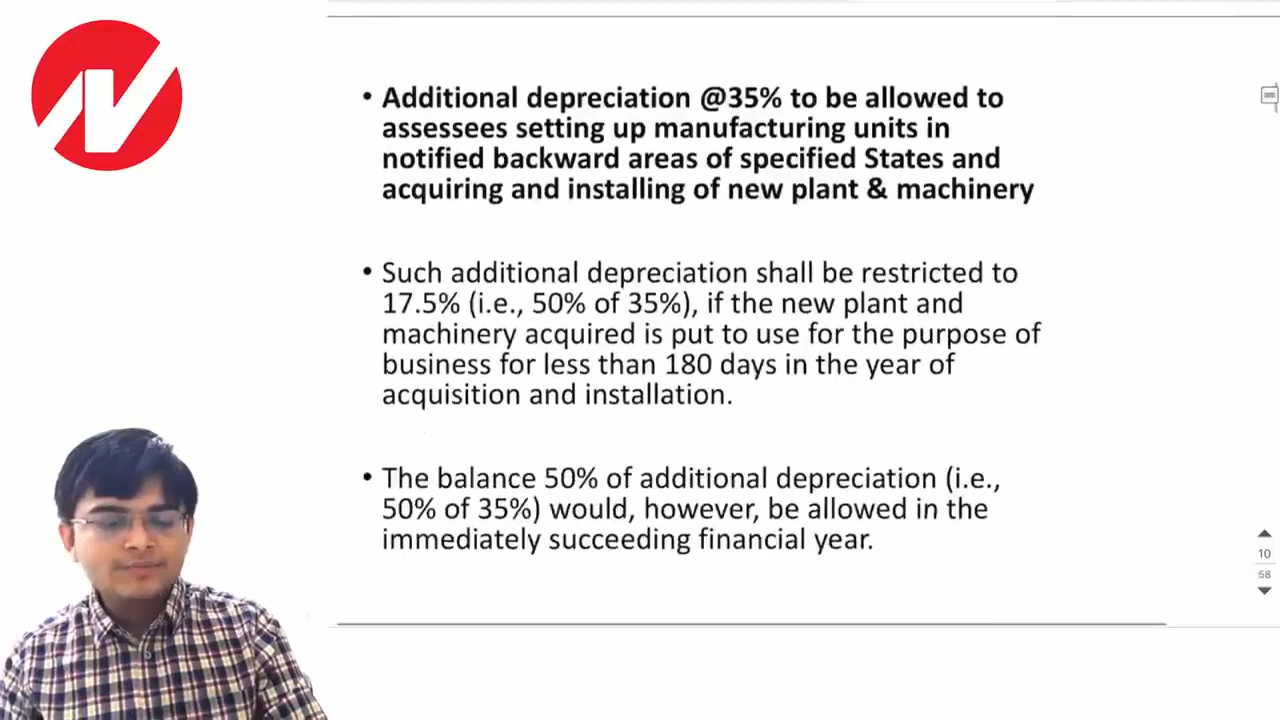 • Additional depreciation @35% to be allowed to
assessees setting up manufacturing units in
notified backward areas of specified States and
acquiring and installing of new plant & machinery
• Such additional depreciation shall be restricted to
17.5% (i.e., 50% of 35%), if the new plant and
machinery acquired is put to use for the purpose of
business for less than 180 days in the year of
acquisition and installation.
• The balance 50% of additional depreciation (i.e.,
50% of 35%) would, however, be allowed in the
immediately succeeding financial year.
10
58